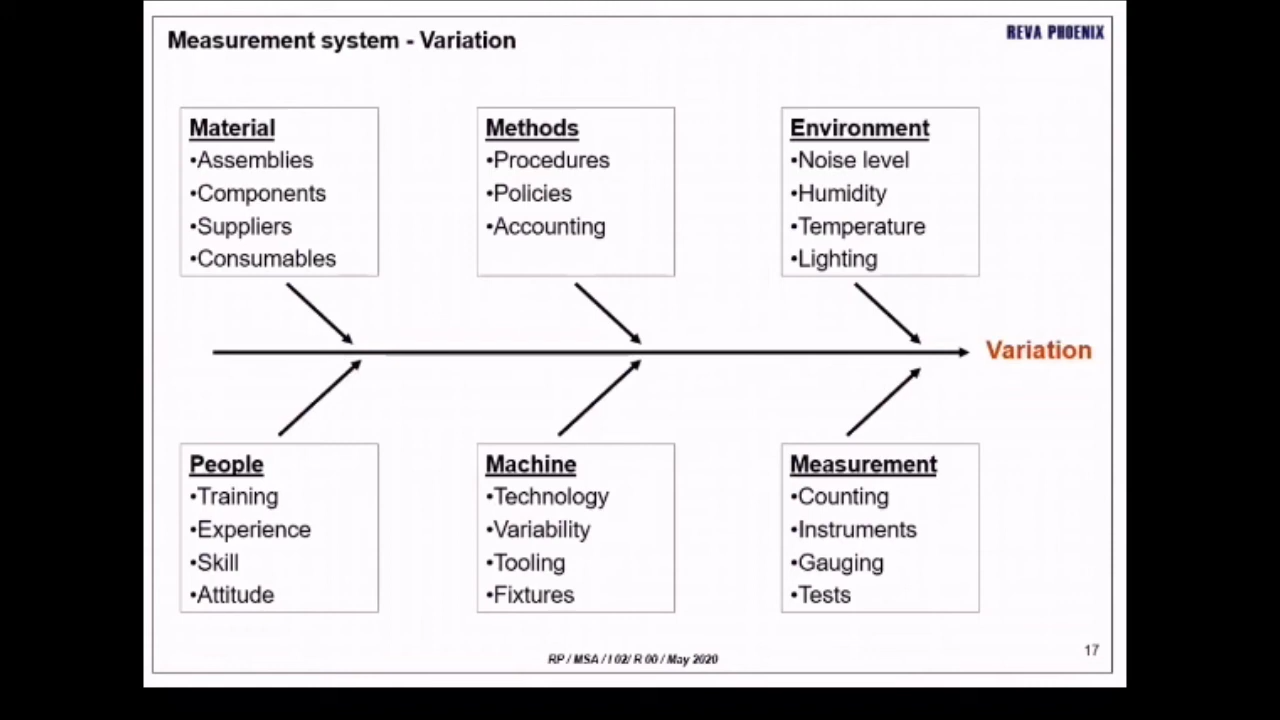 Measurement system - Variation
REVA PHOENIX
Material
•Assemblies
•Components
•Suppliers
•Consumables
Methods
•Procedures
•Policies
•Accounting
Environment
•Noise level
•Humidity
•Temperature
•Lighting
Variation
People
•Training
•Experience
•Skill
•Attitude
Machine
•Technology
•Variability
•Tooling
•Fixtures
Measurement
•Counting
•Instruments
•Gauging
•Tests
17
RP / MSA / I 02/ R 00 / May 2020